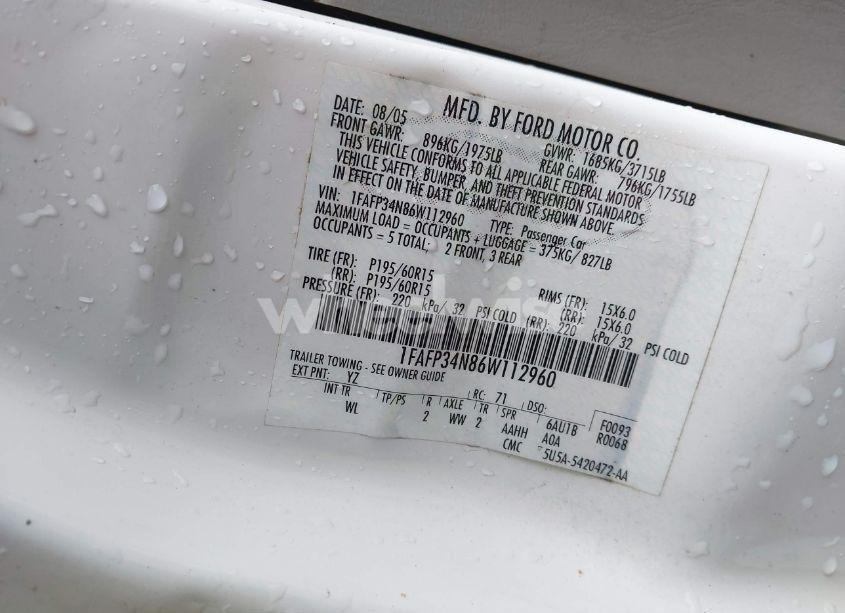 MFD. BY FORD MOTOR CO.
DATE: 08/05 GVWR: 1685KG/3715LB
FRONT GAWR: 896KG/1975LB REAR GAWR: 796KG/1755LB
THIS VEHICLE CONFORMS TO ALL APPLICABLE FEDERAL MOTOR
VEHICLE SAFETY, BUMPER, AND THEFT PREVENTION STANDARDS
IN EFFECT ON THE DATE OF MANUFACTURE SHOWN ABOVE.
VIN: 1FAFP34N86W112960 TYPE: Passenger Car
MAXIMUM LOAD = OCCUPANTS + LUGGAGE = 375KG/ 827LB
OCCUPANTS = 5 TOTAL: 2 FRONT, 3 REAR
TIRE (FR): P195/60R15 RIMS (FR): 15X6.0
(RR): P195/60R15 (RR): 15X6.0
PRESSURE (FR): 220 kPa/ 32 PSI COLD (RR): 220 kPa/ 32 PSI COLD
1FAFP34N86W112960
TRAILER TOWING - SEE OWNER GUIDE
EXT PNT: YZ RC: 71 DSO: F0093
INT TR TP/PS R AXLE TR SPR 6AU1B R0068
WL 2 WW 2 AAHH AOA
CMC 5U5A-5420472-AA